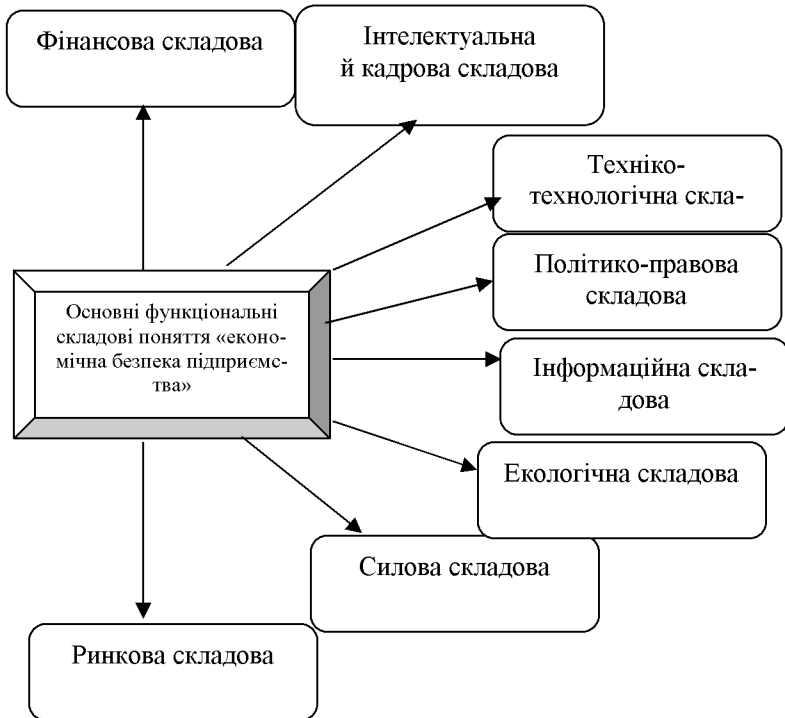 Фінансова складова
Інтелектуальна
й кадрова складова
Техніко-
технологічна скла-
Політико-правова
складова
Основні функціональні
складові поняття «еконо-
мічна безпека підприємс-
тва»
Інформаційна скла-
дова
Екологічна складова
Силова складова
Ринкова складова